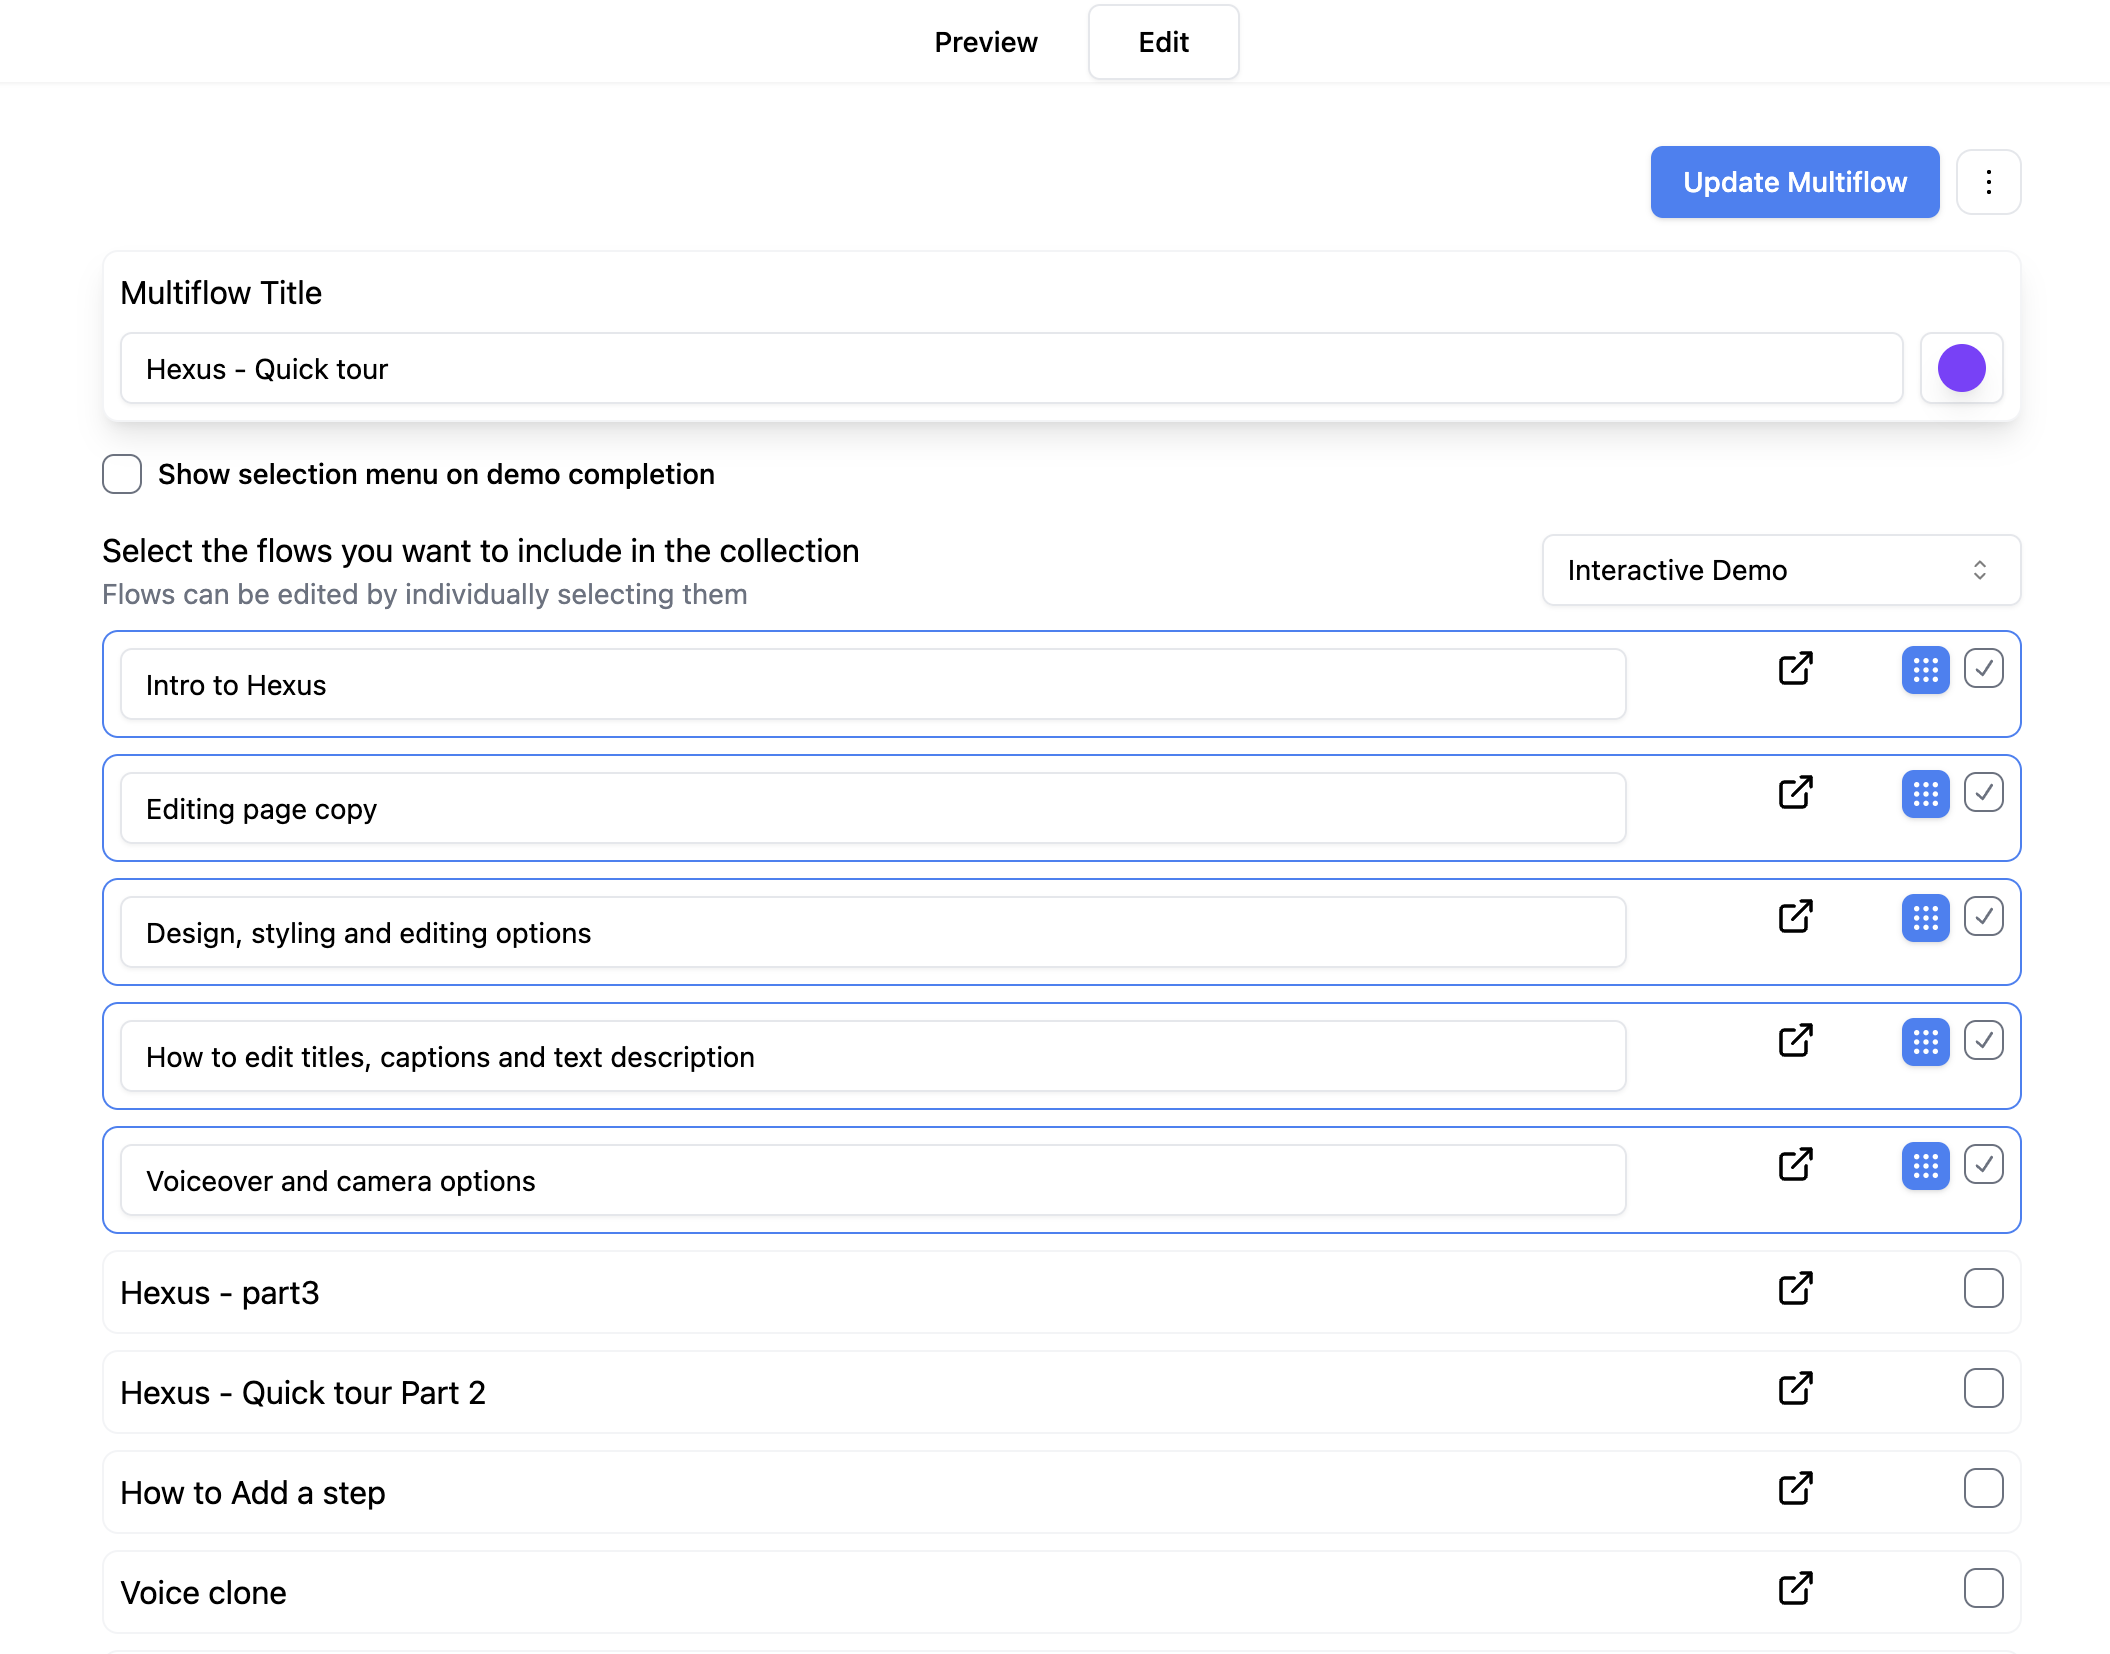 Preview
Edit
Update Multiflow
Multiflow Title
Hexus - Quick tour
Show selection menu on demo completion
Select the flows you want to include in the collection
Flows can be edited by individually selecting them
Interactive Demo
Intro to Hexus
Editing page copy
Design, styling and editing options
How to edit titles, captions and text description
Voiceover and camera options
Hexus - part3
Hexus - Quick tour Part 2
How to Add a step
Voice clone